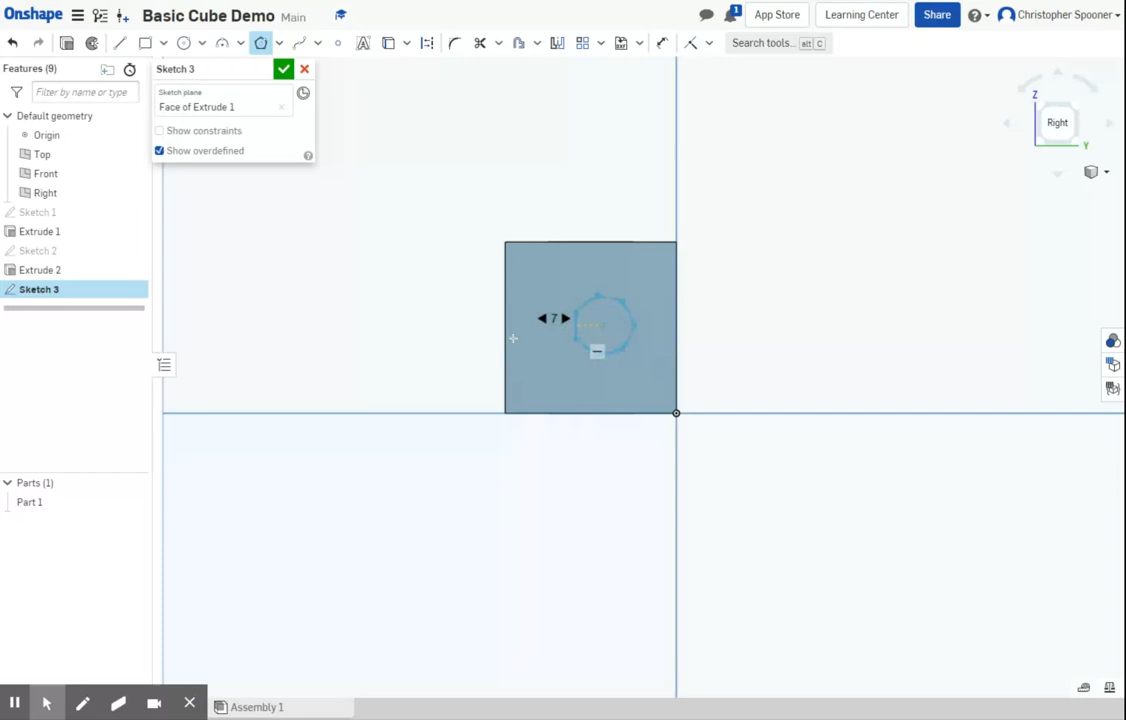 Onshape Basic Cube Demo Main 1 App Store Learning Center Share Christopher Spooner
Search tools... alt C
Features (9)
Filter by name or type
Default geometry
Origin
Top
Front
Right
Sketch 1
Extrude 1
Sketch 2
Extrude 2
Sketch 3
Sketch 3
Sketch plane
Face of Extrude 1
Show constraints
Show overdefined
7
Z
Right
Y
Parts (1)
Part 1
Assembly 1